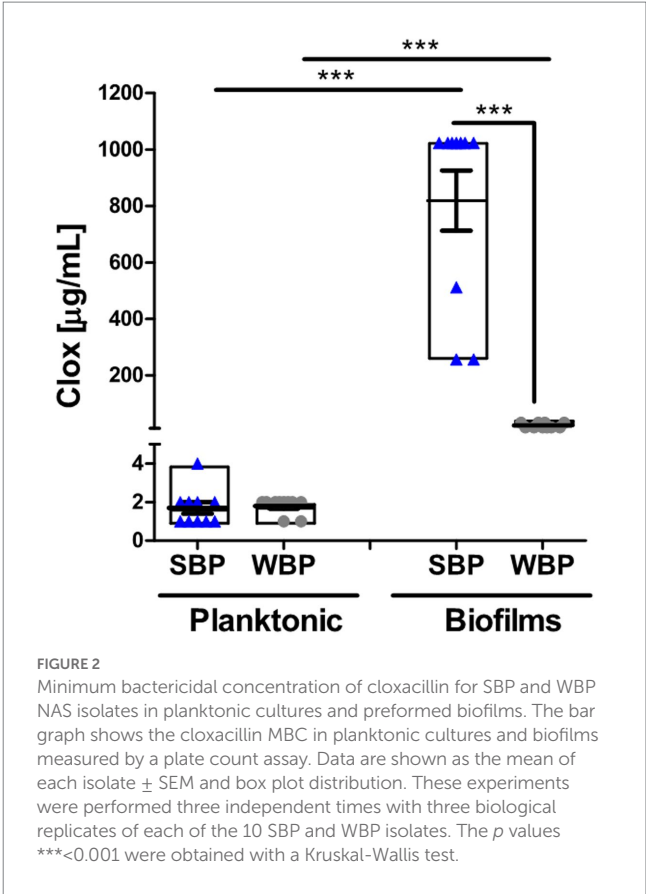 ***
***
***
1200
1000
800
600
400
200
4
2
0
Clox [µg/mL]
SBP WBP SBP WBP
Planktonic Biofilms
FIGURE 2
Minimum bactericidal concentration of cloxacillin for SBP and WBP
NAS isolates in planktonic cultures and preformed biofilms. The bar
graph shows the cloxacillin MBC in planktonic cultures and biofilms
measured by a plate count assay. Data are shown as the mean of
each isolate ± SEM and box plot distribution. These experiments
were performed three independent times with three biological
replicates of each of the 10 SBP and WBP isolates. The p values
***<0.001 were obtained with a Kruskal-Wallis test.